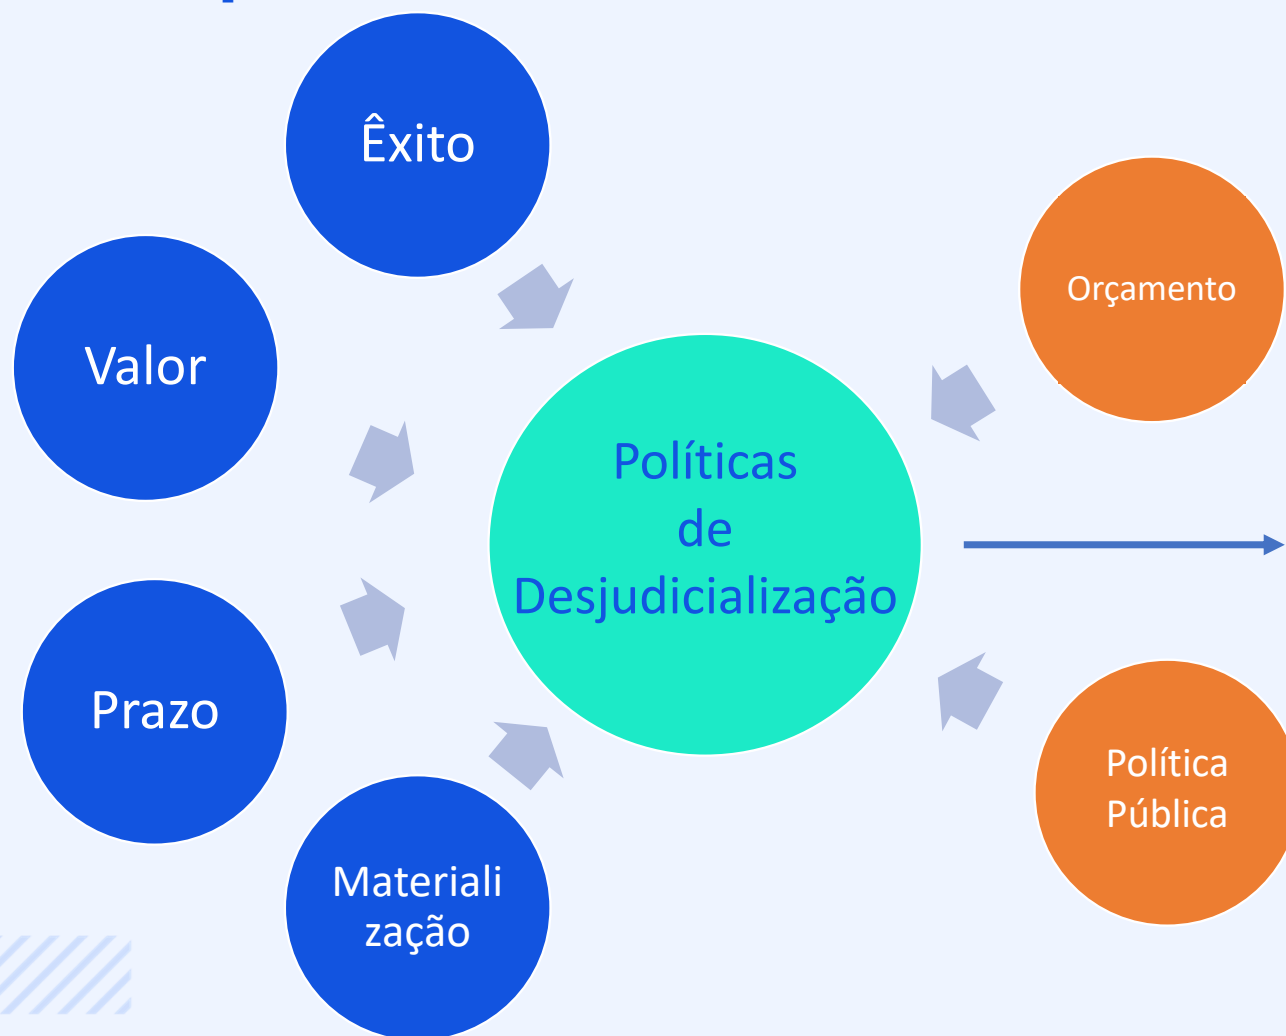 Êxito
Valor
Prazo
Materiali
zação
Políticas
de
Desjudicialização
Orçamento
Política
Pública